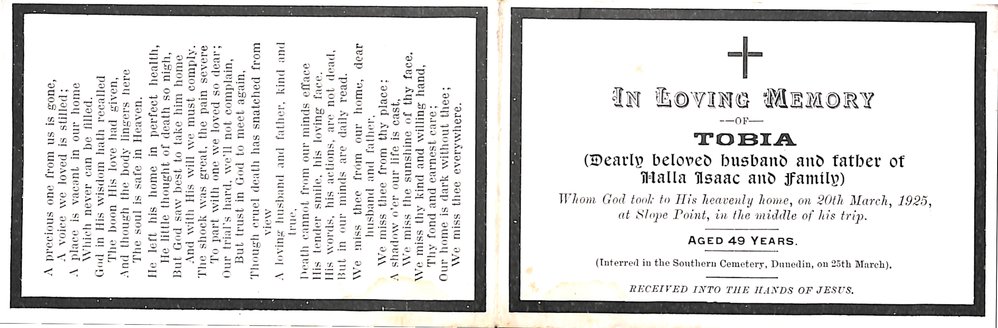 A precious one from us is gone,
A voice we loved is stilled;
A place is vacant in our home
Which never can be filled.
God in His wisdom hath recalled
The boon His love had given,
And though the body lingers here
The soul is safe in Heaven.
He left his home in perfect health,
He little thought of death so nigh,
But God saw best to take him home
And with His will we must comply.
The shock was great, the pain severe
To part with one we loved so dear;
Our trial's hard, we'll not complain,
But trust in God to meet again.
Though cruel death has snatched from
view
A loving husband and father, kind and
true,
Death cannot from our minds efface
His tender smile, his loving face.
His words, his actions, are not dead,
But in our minds are daily read.
We miss thee from our home, dear
husband and father,
We miss thee from thy place;
A shadow o'er our life is cast,
We miss the sunshine of thy face.
We miss thy kind and willing hand,
Thy fond and earnest care;
Our home is dark without thee;
We miss thee everywhere.
IN LOVING MEMORY
—OF—
TOBIA
(Dearly beloved husband and father of
Malla Isaac and Family)
Whom God took to His heavenly home, on 20th March, 1925,
at Slope Point, in the middle of his trip.
AGED 49 YEARS.
(Interred in the Southern Cemetery, Dunedin, on 25th March).
RECEIVED INTO THE HANDS OF JESUS.